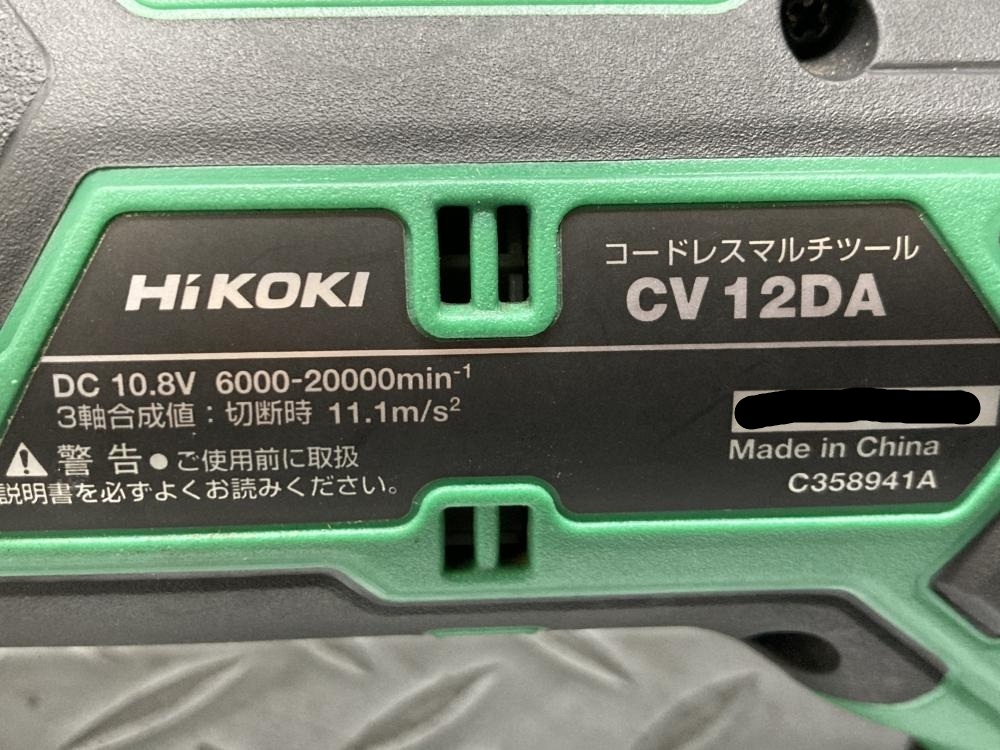 HiKOKI
コードレスマルチツール
CV 12DA
DC 10.8V 6000-20000min⁻¹
3軸合成値：切断時 11.1m/s²
警告●ご使用前に取扱
説明書を必ずよくお読みください。
Made in China
C358941A